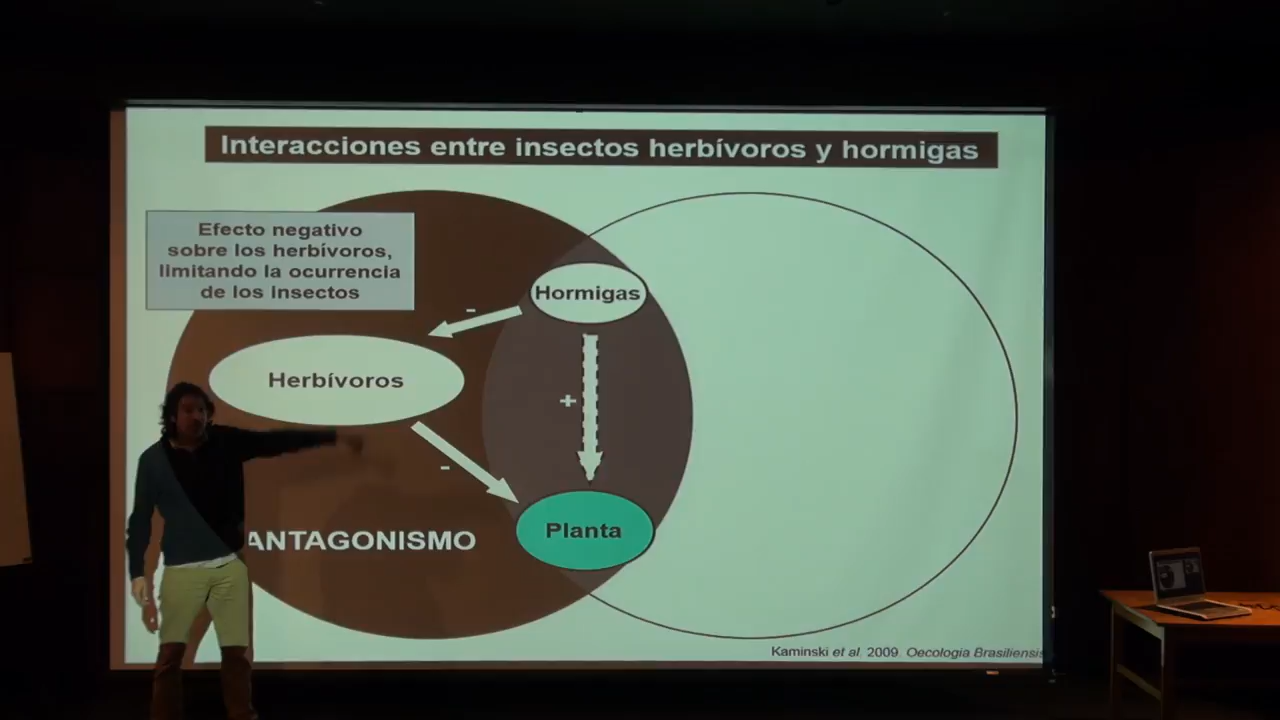 Interacciones entre insectos herbívoros y hormigas
Efecto negativo
sobre los herbívoros,
limitando la ocurrencia
de los insectos
Hormigas
-
Herbívoros
+
-
Planta
ANTAGONISMO
Kaminski et al. 2009. Oecologia Brasiliensis